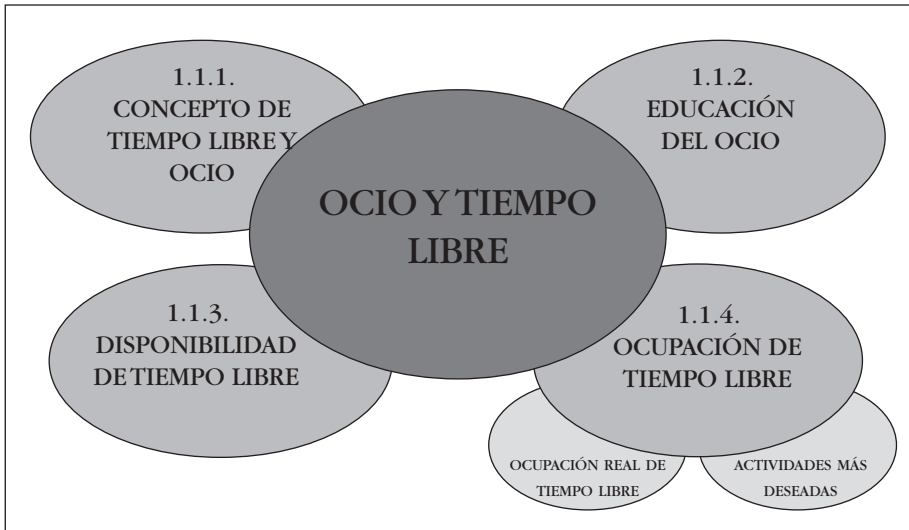 1.1.1.
CONCEPTO DE
TIEMPO LIBRE Y
OCIO
1.1.2.
EDUCACIÓN
DEL OCIO
OCIO Y TIEMPO
LIBRE
1.1.3.
DISPONIBILIDAD
DE TIEMPO LIBRE
1.1.4.
OCUPACIÓN DE
TIEMPO LIBRE
OCUPACIÓN REAL DE
TIEMPO LIBRE
ACTIVIDADES MÁS
DESEADAS